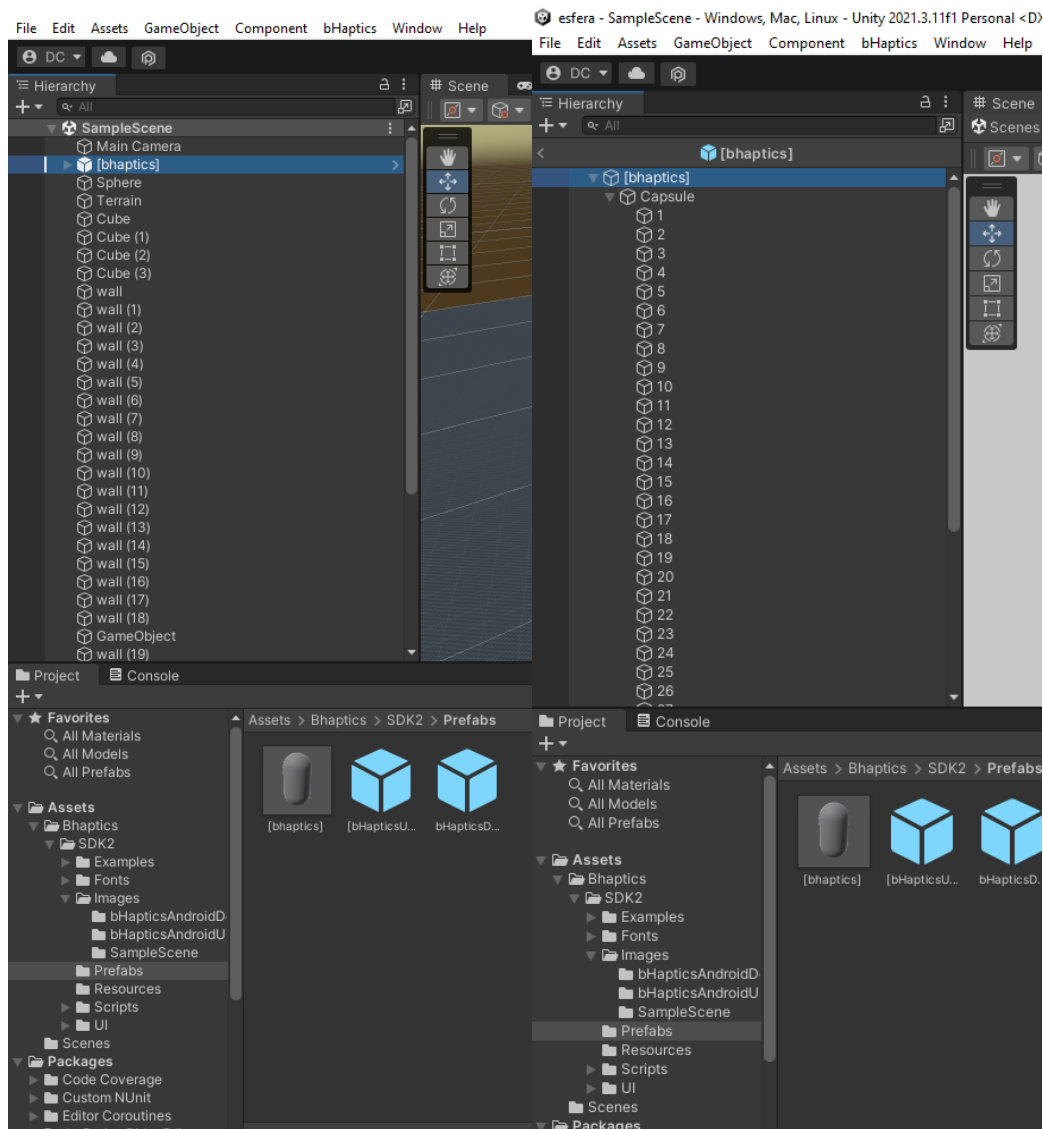 File Edit Assets GameObject Component bHaptics Window Help
DC
Hierarchy
All
SampleScene
Main Camera
[bhaptics]
Sphere
Terrain
Cube
Cube (1)
Cube (2)
Cube (3)
wall
wall (1)
wall (2)
wall (3)
wall (4)
wall (5)
wall (6)
wall (7)
wall (8)
wall (9)
wall (10)
wall (11)
wall (12)
wall (13)
wall (14)
wall (15)
wall (16)
wall (17)
wall (18)
GameObject
wall (19)
Scene
Project Console
Favorites
All Materials
All Models
All Prefabs
Assets
Bhaptics
SDK2
Examples
Fonts
Images
bHapticsAndroidD
bHapticsAndroidU
SampleScene
Prefabs
Resources
Scripts
UI
Scenes
Packages
Code Coverage
Custom NUnit
Editor Coroutines
Assets > Bhaptics > SDK2 > Prefabs
[bhaptics] [bHapticsU... bHapticsD...
esfera - SampleScene - Windows, Mac, Linux - Unity 2021.3.11f1 Personal <DX
File Edit Assets GameObject Component bHaptics Window Help
DC
Hierarchy
All
[bhaptics]
[bhaptics]
Capsule
1
2
3
4
5
6
7
8
9
10
11
12
13
14
15
16
17
18
19
20
21
22
23
24
25
26
Scene
Scenes
Project Console
Favorites
All Materials
All Models
All Prefabs
Assets
Bhaptics
SDK2
Examples
Fonts
Images
bHapticsAndroidD
bHapticsAndroidU
SampleScene
Prefabs
Resources
Scripts
UI
Scenes
Packages
Assets > Bhaptics > SDK2 > Prefabs
[bhaptics] [bHapticsU... bHapticsD...